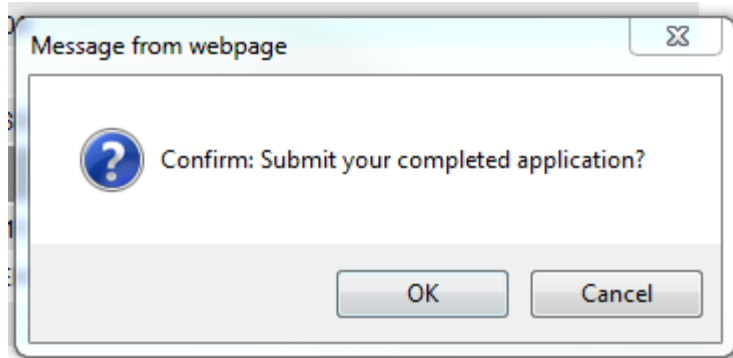 Message from webpage
Confirm: Submit your completed application?
OK
Cancel